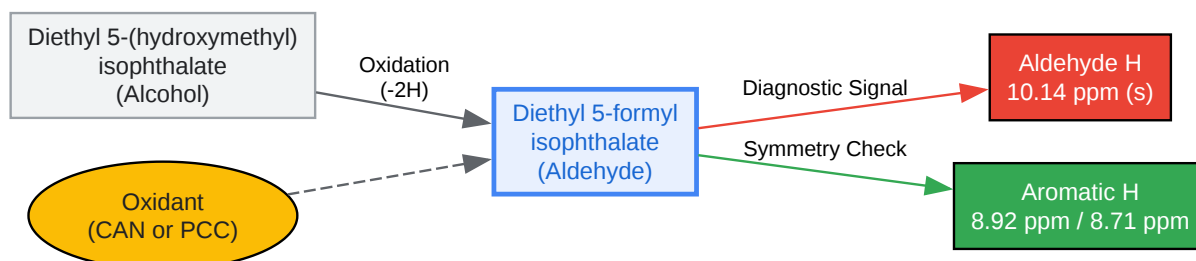 Diethyl 5-(hydroxymethyl)
isophthalate
(Alcohol)
Oxidation
(-2H)
Oxidant
(CAN or PCC)
Diethyl 5-formyl
isophthalate
(Aldehyde)
Diagnostic Signal
Symmetry Check
Aldehyde H
10.14 ppm (s)
Aromatic H
8.92 ppm / 8.71 ppm